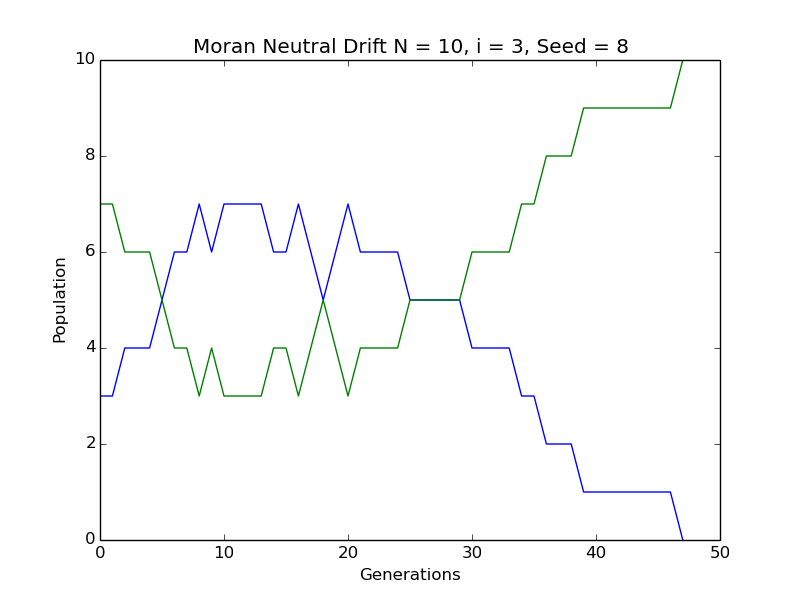 Moran Neutral Drift N = 10, i = 3, Seed = 8
10
8
6
4
2
0
Population
0 10 20 30 40 50
Generations